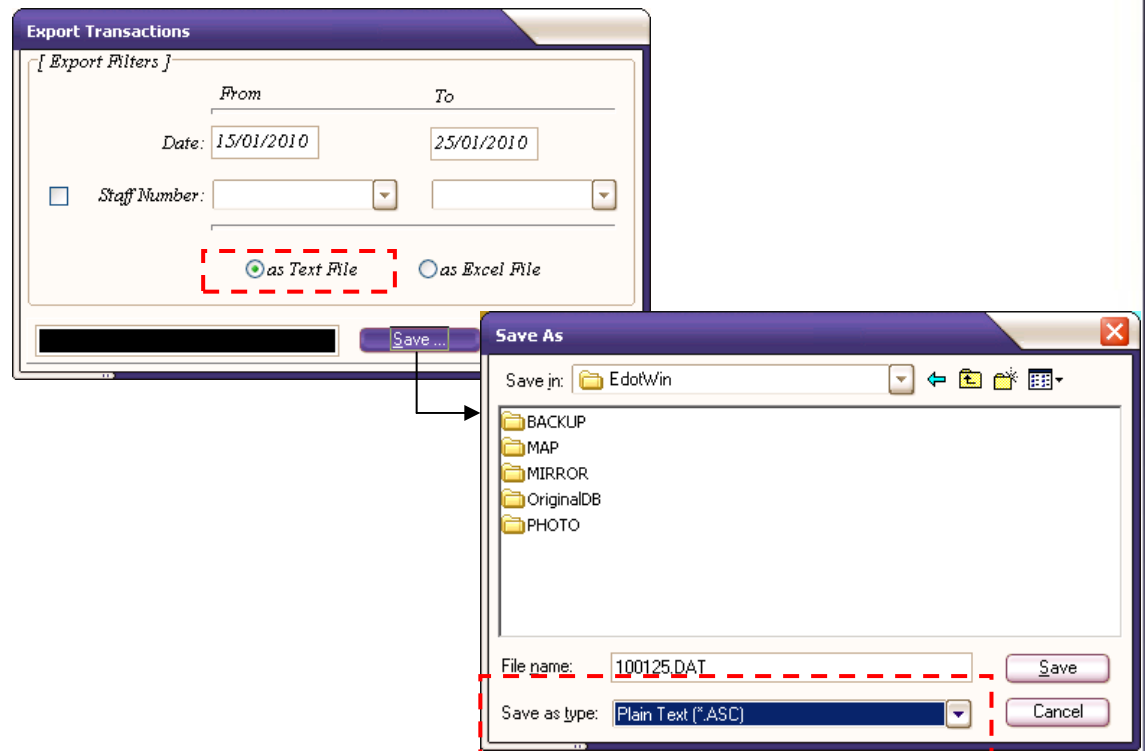 Export Transactions
[ Export Filters ]
From To
Date: 15/01/2010 25/01/2010
Staff Number:
as Text File as Excel File
Save ...
Save As
Save in: EdotWin
BACKUP
MAP
MIRROR
OriginalDB
PHOTO
File name: 100125.DAT Save
Save as type: Plain Text (*.ASC) Cancel